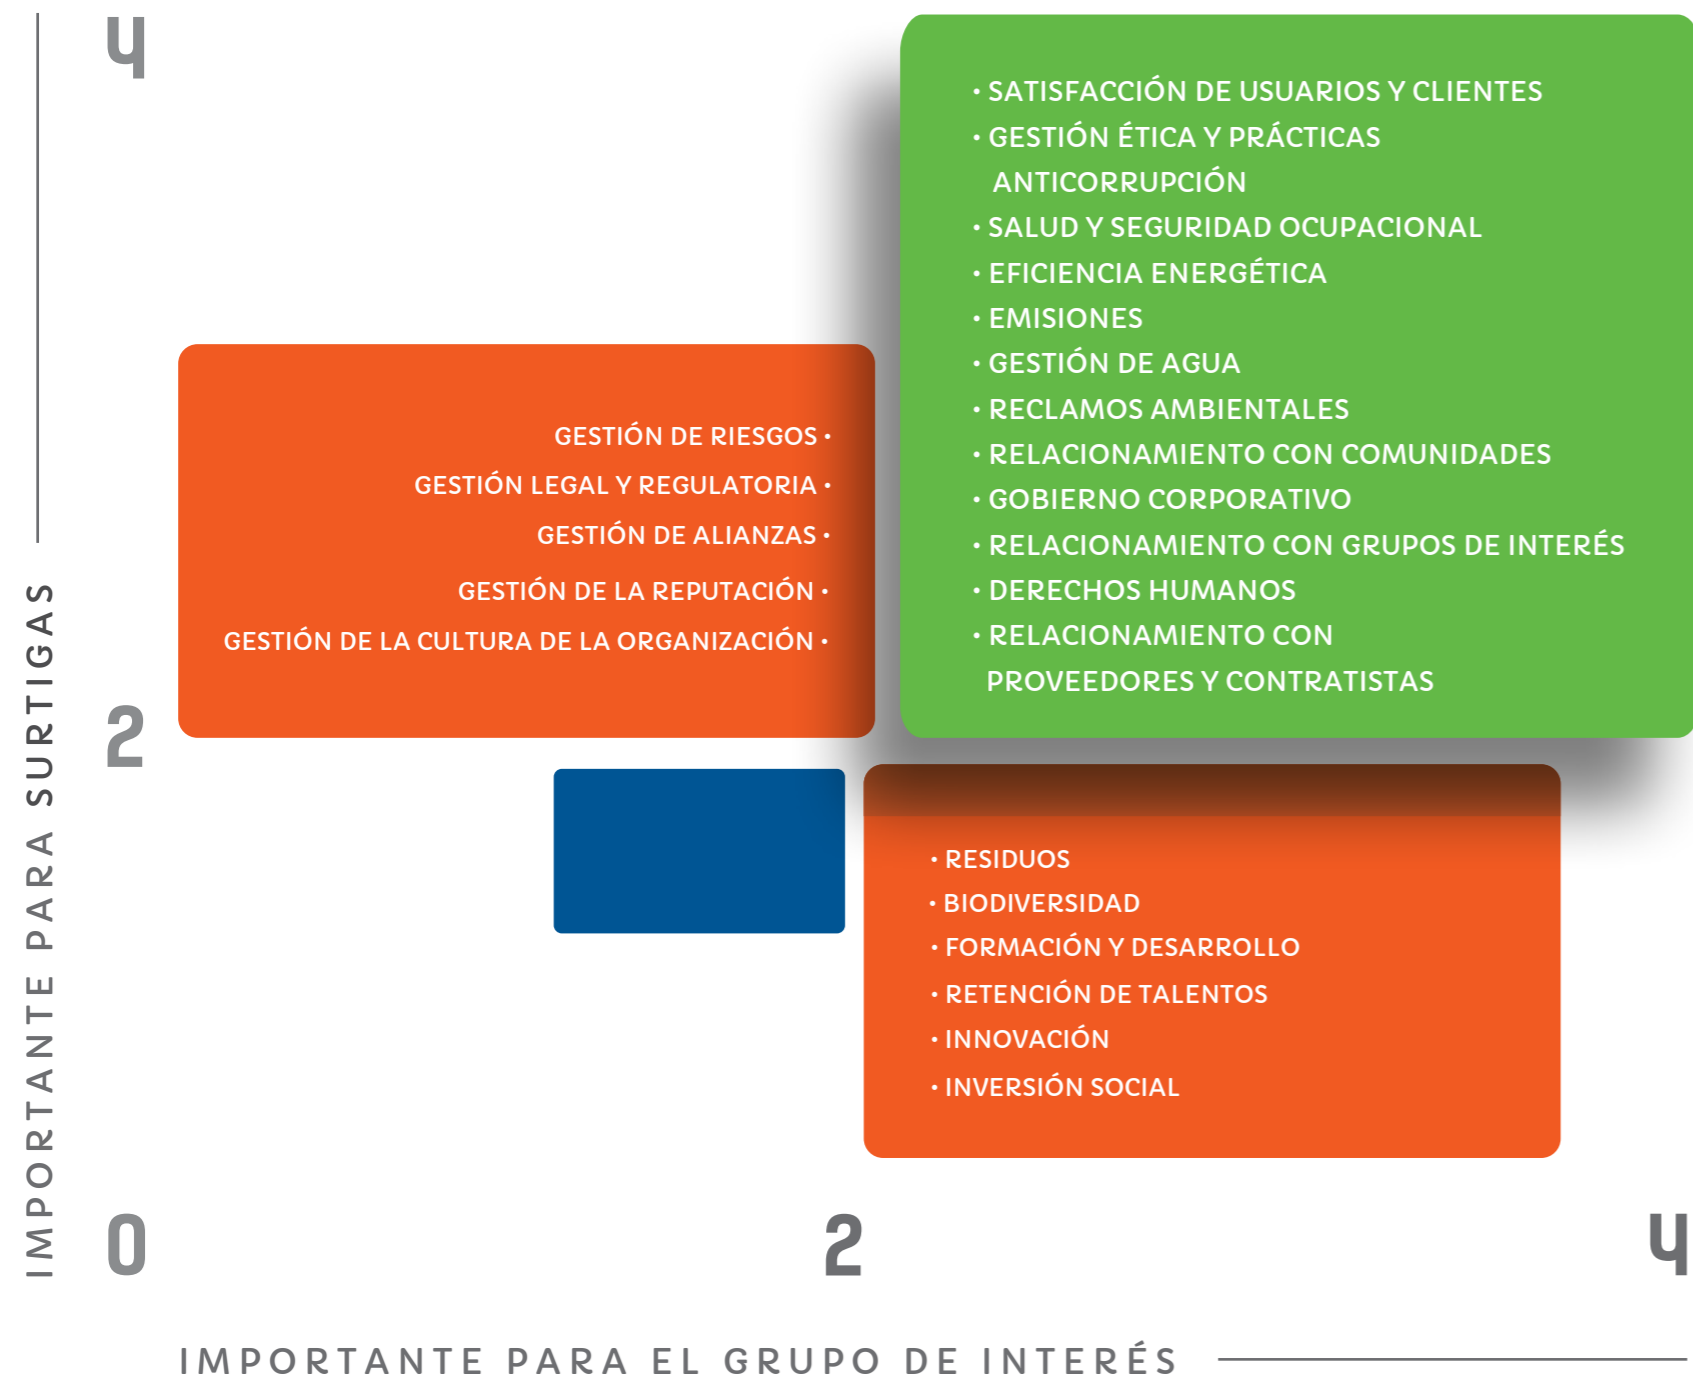 4
• SATISFACCIÓN DE USUARIOS Y CLIENTES
• GESTIÓN ÉTICA Y PRÁCTICAS
ANTICORRUPCIÓN
• SALUD Y SEGURIDAD OCUPACIONAL
• EFICIENCIA ENERGÉTICA
• EMISIONES
• GESTIÓN DE AGUA
• RECLAMOS AMBIENTALES
• RELACIONAMIENTO CON COMUNIDADES
• GOBIERNO CORPORATIVO
• RELACIONAMIENTO CON GRUPOS DE INTERÉS
• DERECHOS HUMANOS
• RELACIONAMIENTO CON
PROVEEDORES Y CONTRATISTAS
GESTIÓN DE RIESGOS •
GESTIÓN LEGAL Y REGULATORIA •
GESTIÓN DE ALIANZAS •
GESTIÓN DE LA REPUTACIÓN •
GESTIÓN DE LA CULTURA DE LA ORGANIZACIÓN •
2
• RESIDUOS
• BIODIVERSIDAD
• FORMACIÓN Y DESARROLLO
• RETENCIÓN DE TALENTOS
• INNOVACIÓN
• INVERSIÓN SOCIAL
IMPORTANTE PARA SURTIGAS
0
2
4
IMPORTANTE PARA EL GRUPO DE INTERÉS